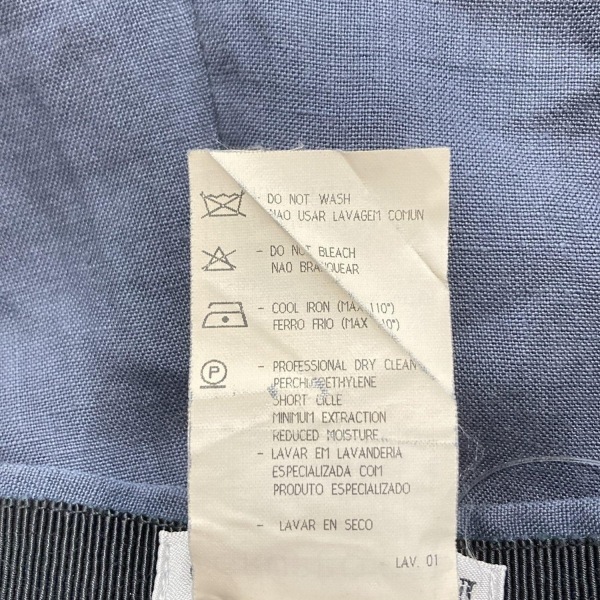 - DO NOT WASH
NAO USAR LAVAGEM COMUN
- DO NOT BLEACH
NAO BRANQUEAR
- COOL IRON (MAX 110°)
FERRO FRIO (MAX 110°)
P
- PROFESSIONAL DRY CLEAN
PERCHLORETHYLENE
SHORT CICLE
MINIMUM EXTRACTION
REDUCED MOISTURE
- LAVAR EM LAVANDERIA
ESPECIALIZADA COM
PRODUTO ESPECIALIZADO
- LAVAR EN SECO
LAV. 01